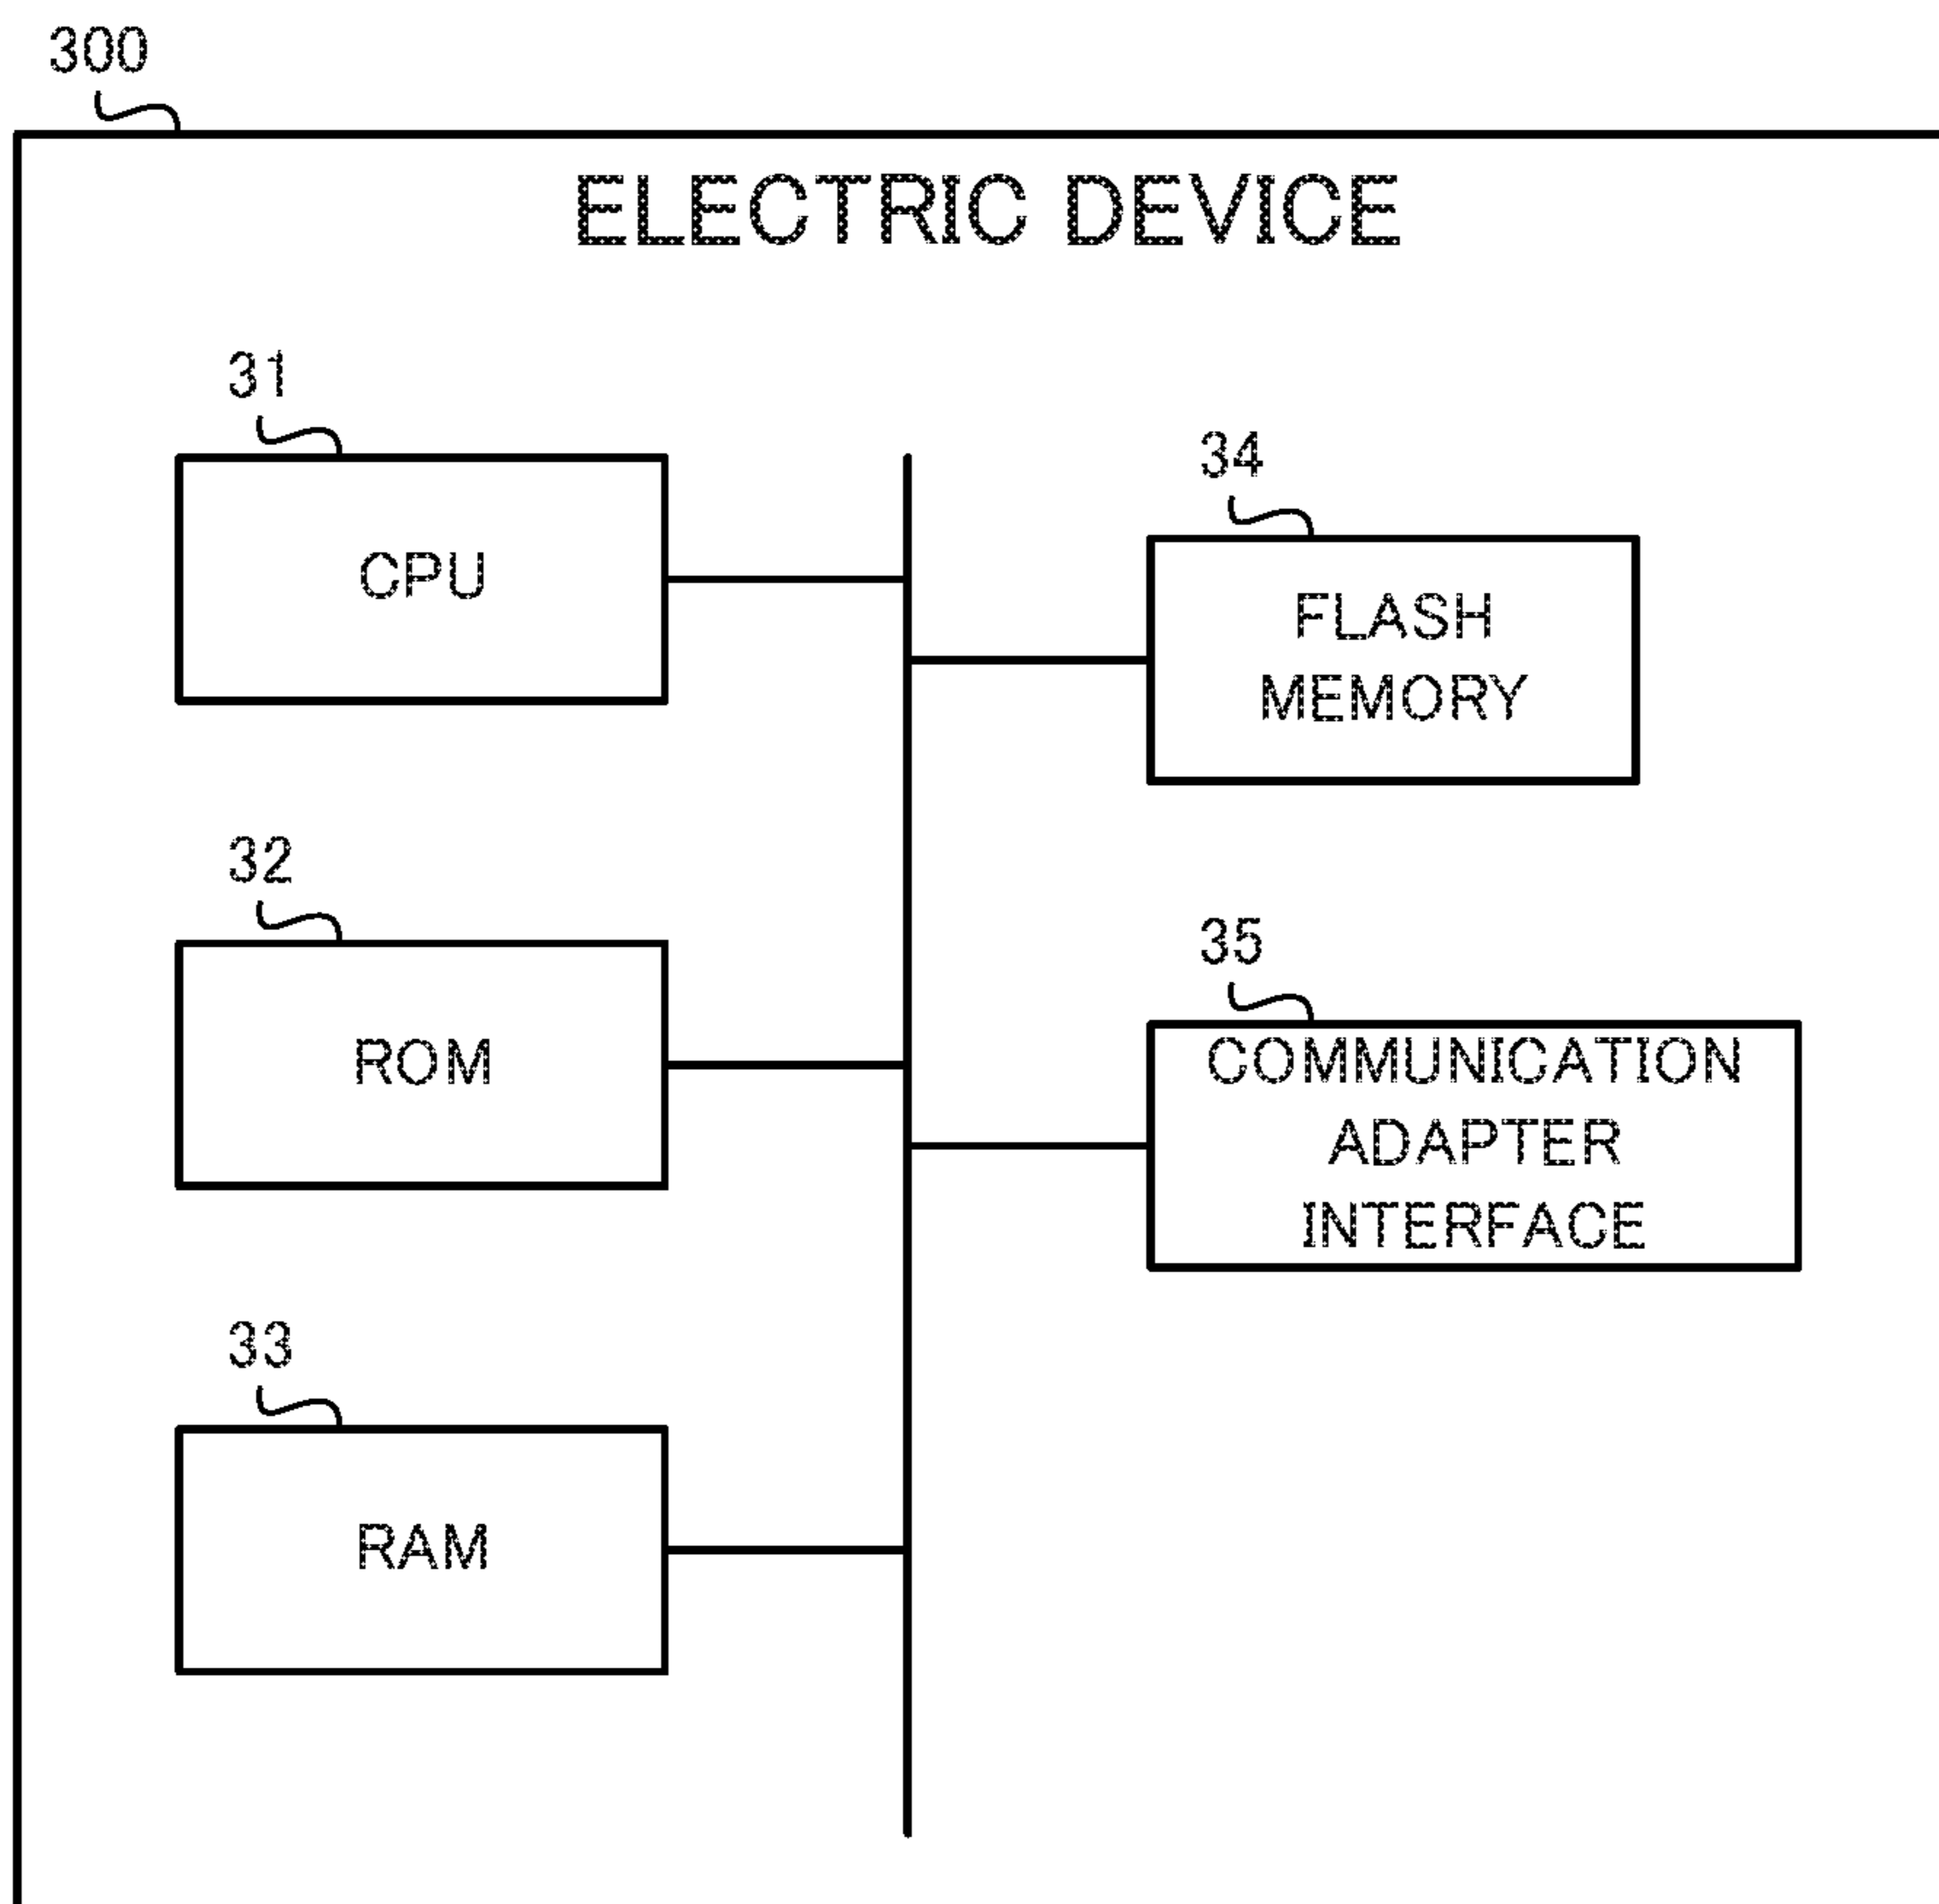 300
ELECTRIC DEVICE
31
CPU
34
FLASH
MEMORY
32
ROM
35
COMMUNICATION
ADAPTER
INTERFACE
33
RAM